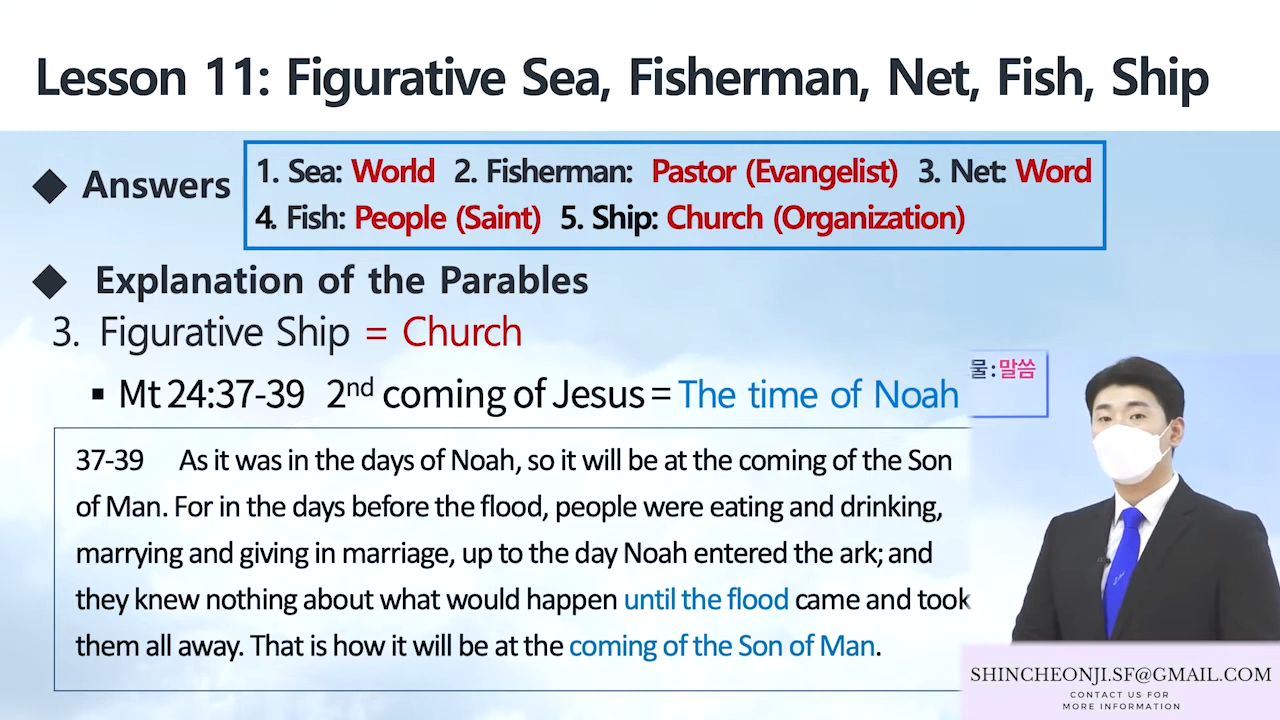 Lesson 11: Figurative Sea, Fisherman, Net, Fish, Ship
◆ Answers
1. Sea: World 2. Fisherman: Pastor (Evangelist) 3. Net: Word
4. Fish: People (Saint) 5. Ship: Church (Organization)
◆ Explanation of the Parables
3. Figurative Ship = Church
▪ Mt 24:37-39 2nd coming of Jesus = The time of Noah
물:말씀
37-39 As it was in the days of Noah, so it will be at the coming of the Son
of Man. For in the days before the flood, people were eating and drinking,
marrying and giving in marriage, up to the day Noah entered the ark; and
they knew nothing about what would happen until the flood came and took
them all away. That is how it will be at the coming of the Son of Man.
SHINCHEONJI.SF@GMAIL.COM
CONTACT US FOR
MORE INFORMATION